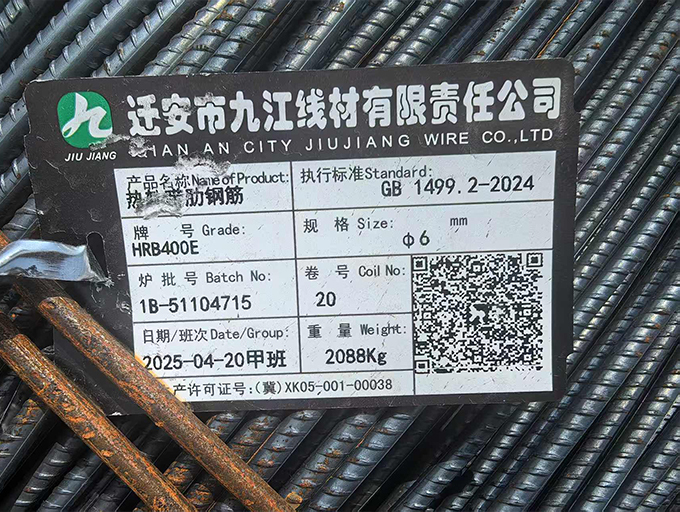 迁安市九江线材有限责任公司
JIU JIANG
QIAN AN CITY JIUJIANG WIRE CO.,LTD
产品名称Name of Product:
热轧带肋钢筋
执行标准Standard:
GB 1499.2-2024
牌 号 Grade:
HRB400E
规 格 Size: mm
Φ6
炉 批 号 Batch No:
1B-51104715
卷 号 Coil No:
20
日期/班次 Date/Group:
2025-04-20甲班
重 量 Weight:
2088Kg
产许可证号:(冀)XK05-001-00038